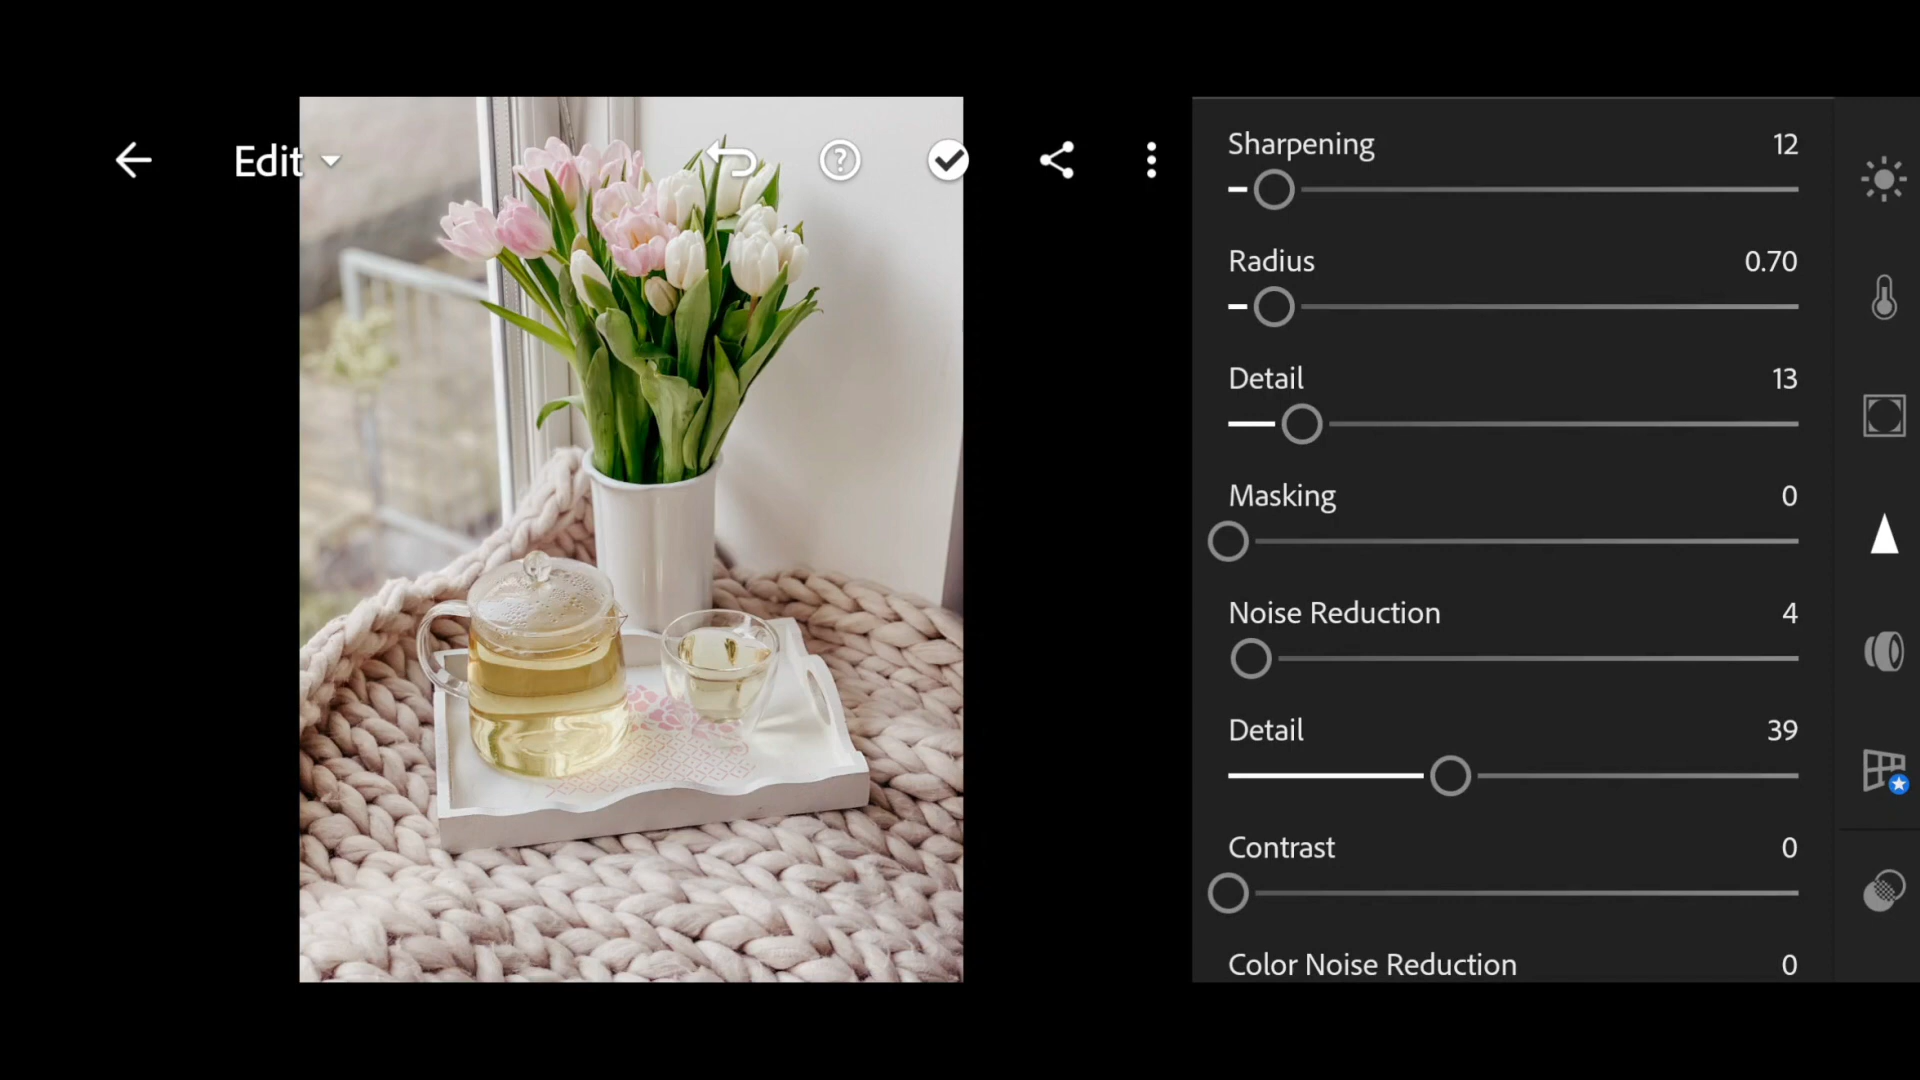 Edit
Sharpening 12
Radius 0.70
Detail 13
Masking 0
Noise Reduction 4
Detail 39
Contrast 0
Color Noise Reduction 0